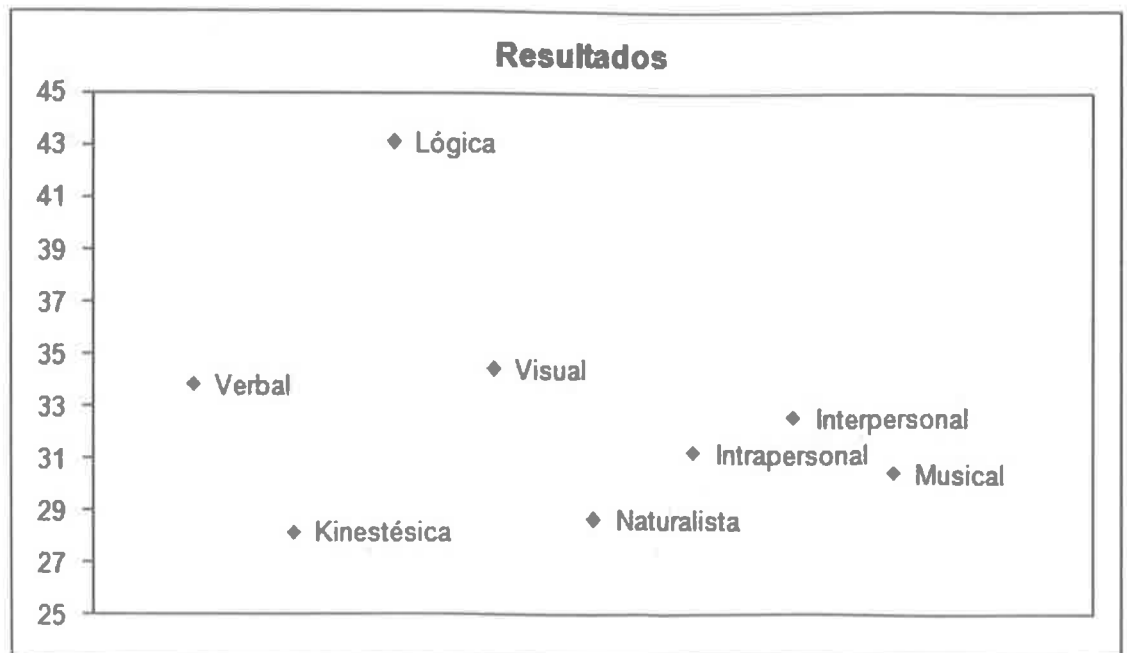 Resultados
45
43
41
39
37
35
33
31
29
27
25
Lógica
Verbal
Visual
Interpersonal
Intrapersonal
Musical
Naturalista
Kinestésica